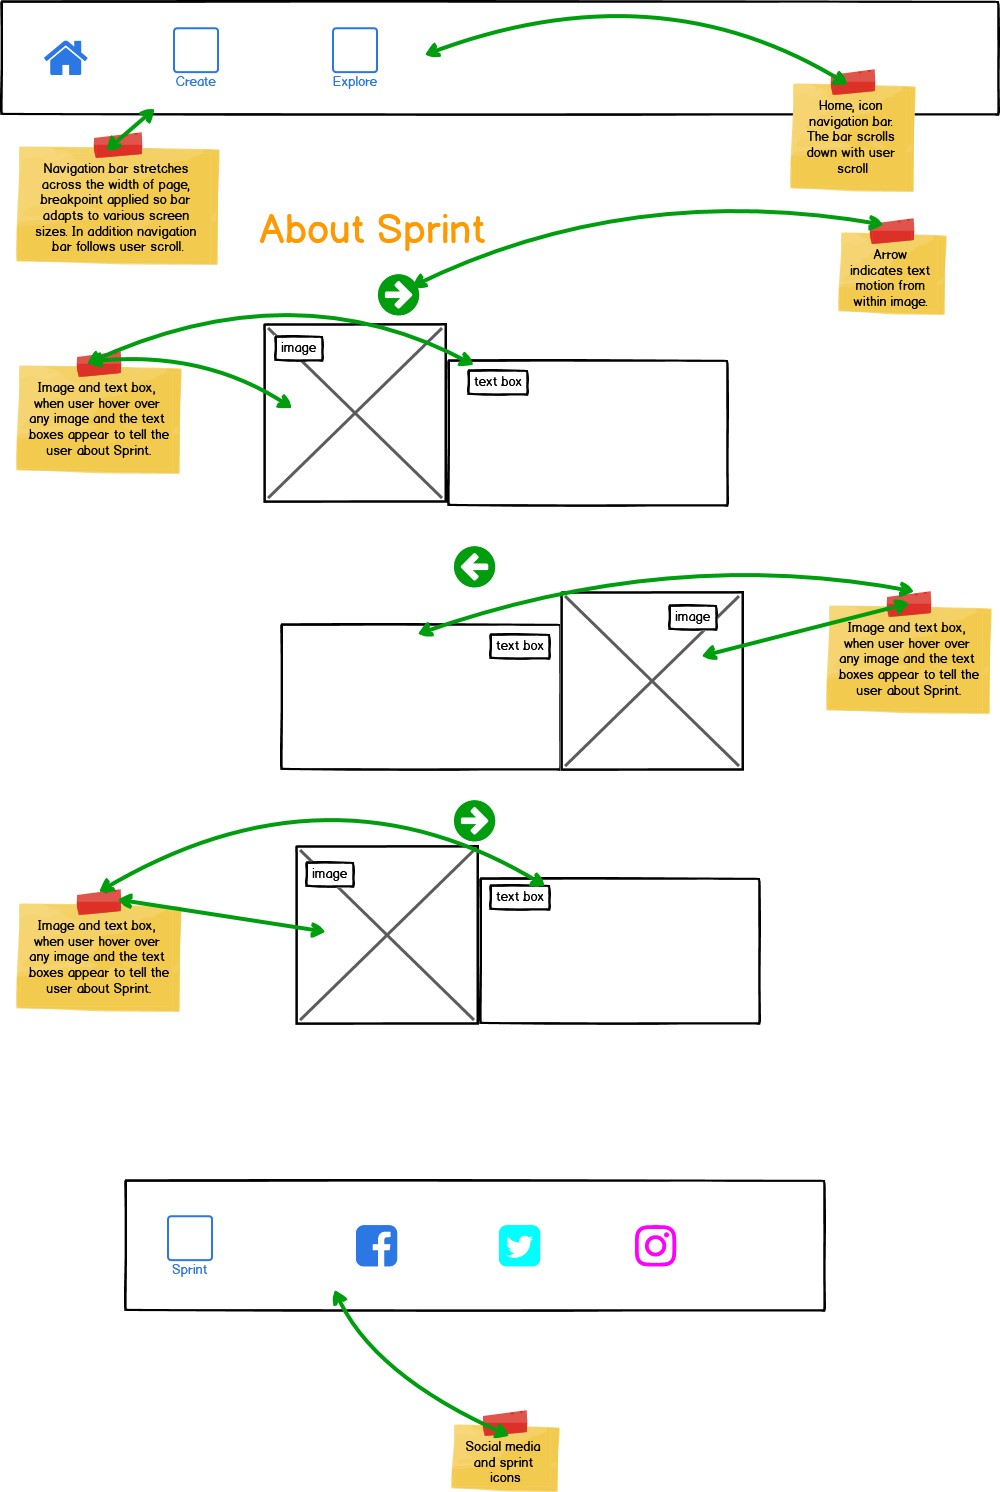 Create
Explore
Home, icon
navigation bar.
The bar scrolls
down with user
scroll
Navigation bar stretches
across the width of page,
breakpoint applied so bar
adapts to various screen
sizes. In addition navigation
bar follows user scroll.
About Sprint
Arrow
indicates text
motion from
within image.
image
text box
Image and text box,
when user hover over
any image and the text
boxes appear to tell the
user about Sprint.
image
text box
Image and text box,
when user hover over
any image and the text
boxes appear to tell the
user about Sprint.
image
text box
Image and text box,
when user hover over
any image and the text
boxes appear to tell the
user about Sprint.
Sprint
Social media
and sprint
icons